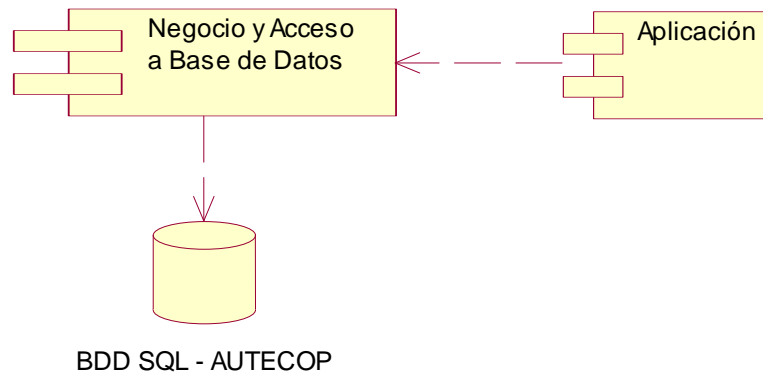 Negocio y Acceso
a Base de Datos
Aplicación
BDD SQL - AUTECOP